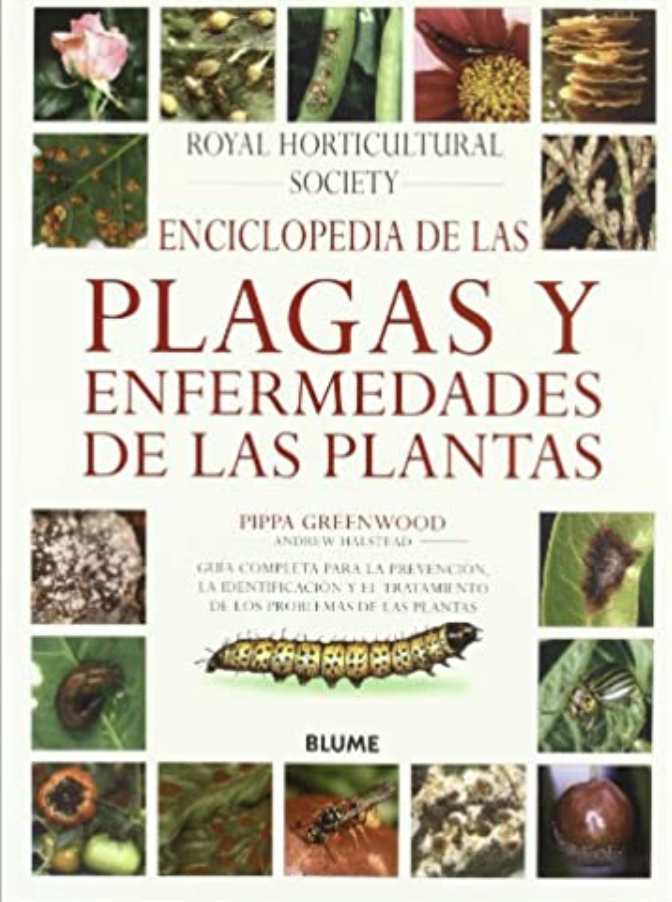 ROYAL HORTICULTURAL
SOCIETY
ENCICLOPEDIA DE LAS
PLAGAS Y
ENFERMEDADES
DE LAS PLANTAS
PIPPA GREENWOOD
ANDREW HALSTEAD
GUÍA COMPLETA PARA LA PREVENCIÓN,
LA IDENTIFICACIÓN Y EL TRATAMIENTO
DE LOS PROBLEMAS DE LAS PLANTAS
BLUME